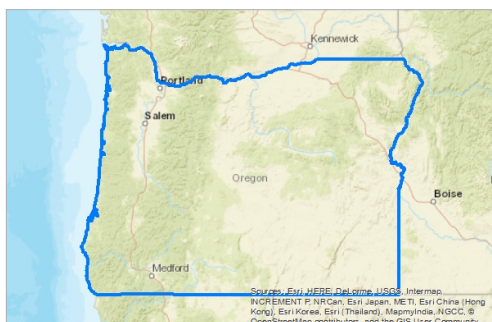 Kennewick
Portland
Salem
Oregon
Boise
Medford
Sources: Esri, HERE, DeLorme, USGS, Intermap,
INCREMENT P, NRCan, Esri Japan, METI, Esri China (Hong
Kong), Esri Korea, Esri (Thailand), MapmyIndia, NGCC, ©
OpenStreetMap contributors, and the GIS User Community